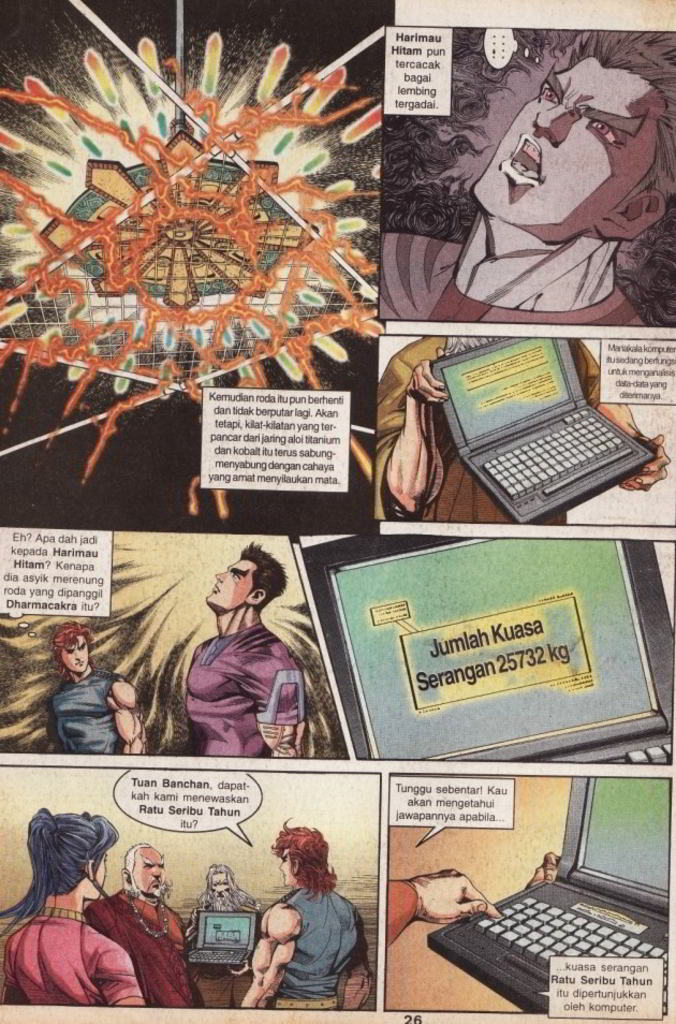 Harimau
Hitam pun
tercacak
bagai
lembing
tergadai.
Kemudian roda itu pun berhenti
dan tidak berputar lagi. Akan
tetapi, kilat-kilatan yang ter-
pancar dari jaring aloi titanium
dan kobalt itu terus sabung-
menyabung dengan cahaya
yang amat menyilaukan mata.
Manakala komputer
itu sedang berfungsi
untuk menganalisis
data-data yang
diterimanya...
Eh? Apa dah jadi
kepada Harimau
Hitam? Kenapa
dia asyik merenung
roda yang dipanggil
Dharmacakra itu?
Jumlah Kuasa
Serangan 25732 kg
Tuan Banchan, dapat-
kah kami menewaskan
Ratu Seribu Tahun
itu?
Tunggu sebentar! Kau
akan mengetahui
jawapannya apabila...
...kuasa serangan
Ratu Seribu Tahun
itu dipertunjukkan
oleh komputer.
26